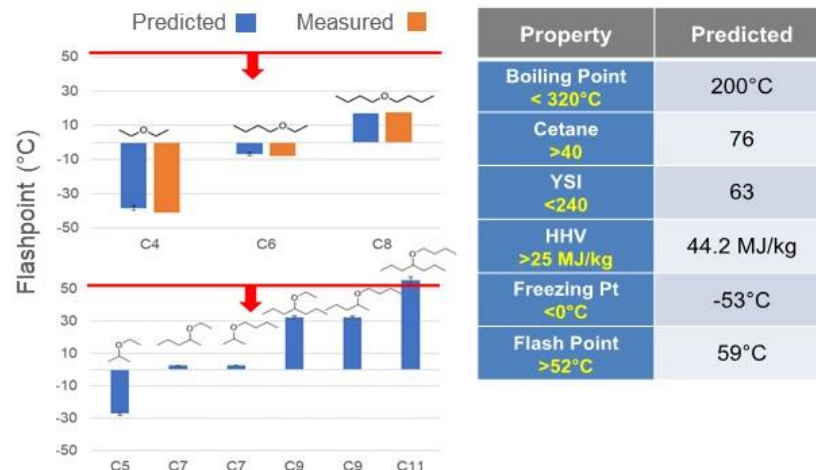 Predicted Measured
Flashpoint (°C)
50
30
10
-10
-30
-50
O
O
O
C4 C6 C8
50
30
10
-10
-30
-50
O
O
O
O
O
O
C5 C7 C7 C9 C9 C11
Property Predicted
Boiling Point
< 320°C
200°C
Cetane
>40
76
YSI
<240
63
HHV
>25 MJ/kg
44.2 MJ/kg
Freezing Pt
<0°C
-53°C
Flash Point
>52°C
59°C